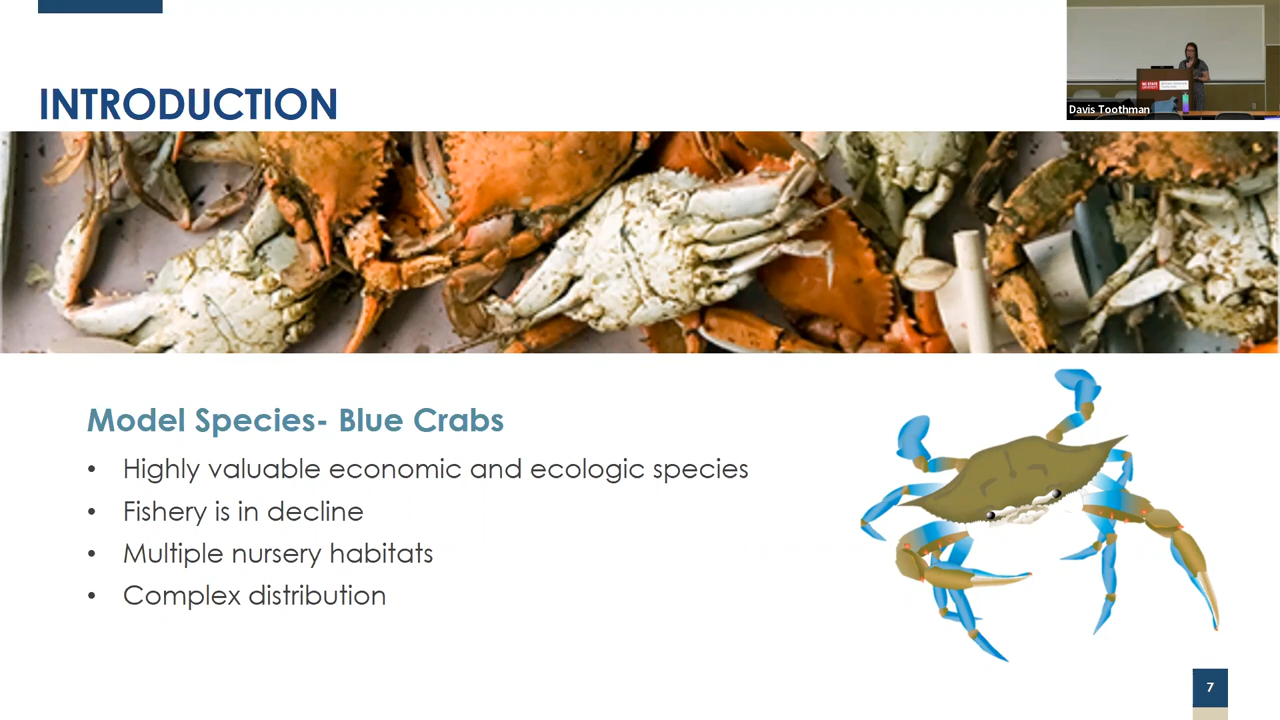 INTRODUCTION
Davis Toothman
Model Species- Blue Crabs
• Highly valuable economic and ecologic species
• Fishery is in decline
• Multiple nursery habitats
• Complex distribution
7